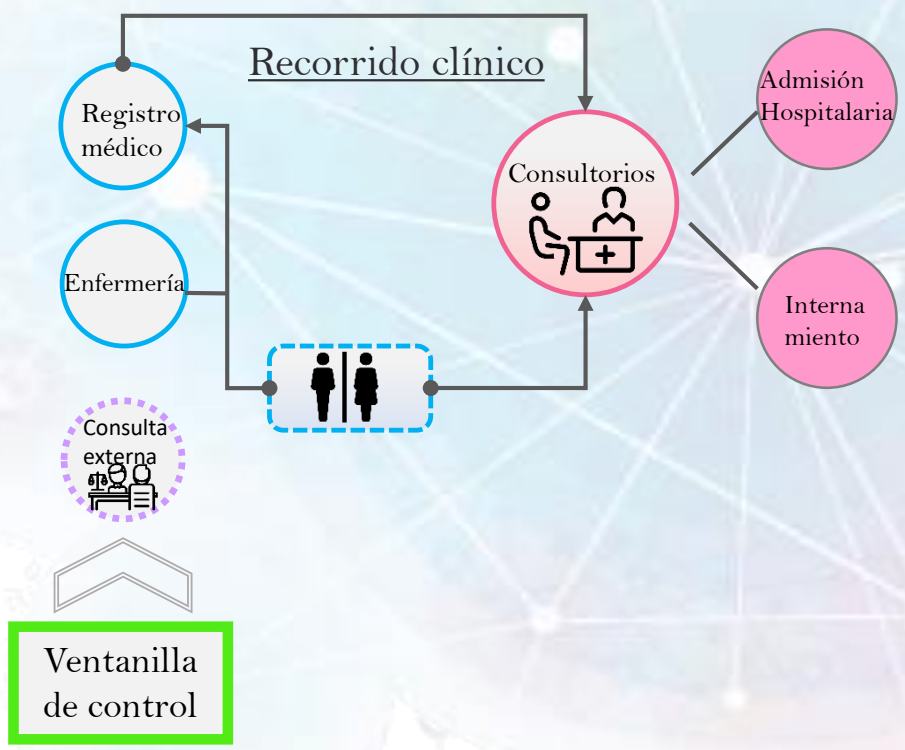 Recorrido clínico
Registro
médico
Consultorios
Admisión
Hospitalaria
Enfermería
Interna
miento
Consulta
externa
Ventanilla
de control